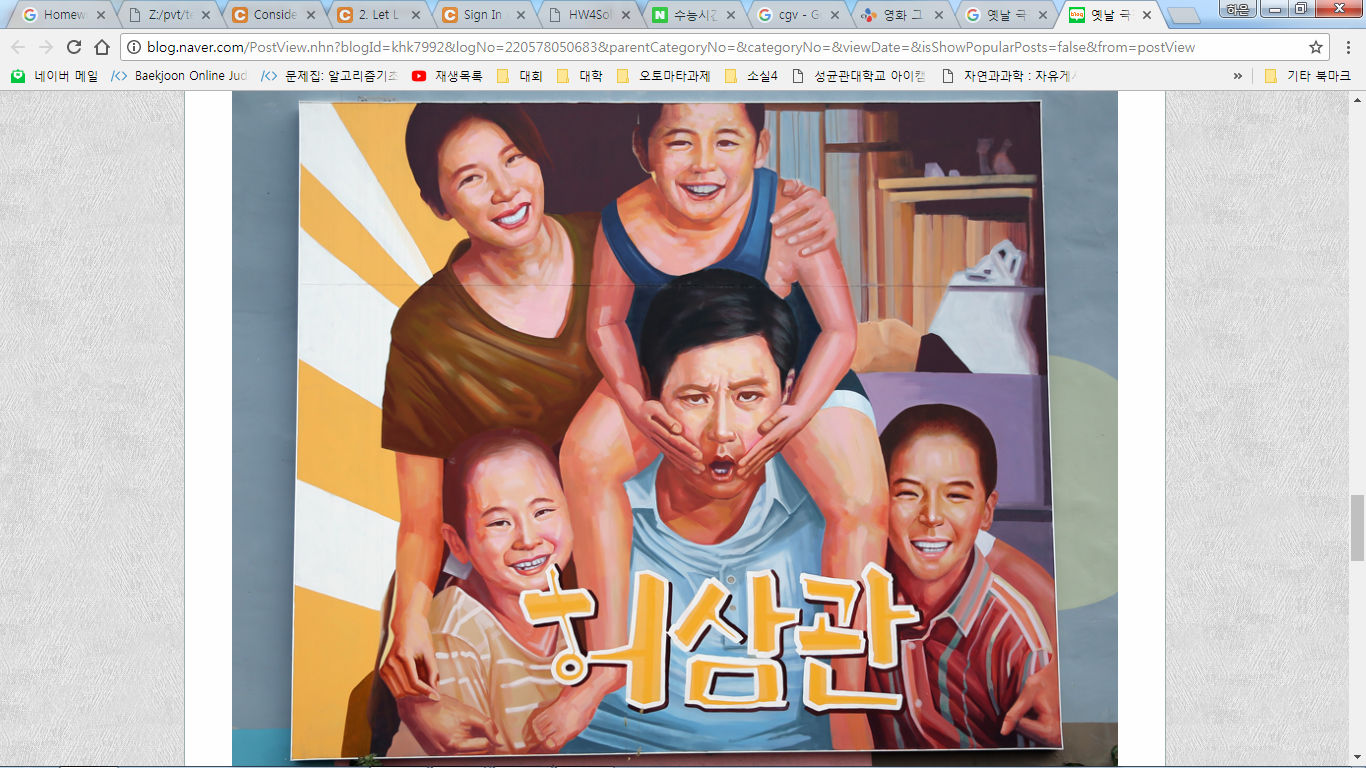 Homew
Z:/pvt/te
Conside
2. Let L
Sign In
HW4Sol
수능시간
cgv - G
영화 그
옛날 극
옛날 극
하은
blog.naver.com/PostView.nhn?blogId=khk7992&logNo=220578050683&parentCategoryNo=&categoryNo=&viewDate=&isShowPopularPosts=false&from=postView
네이버 메일
Baekjoon Online Jud
문제집: 알고리즘기초
재생목록
대회
대학
오토마타과제
소실4
성균관대학교 아이캠
자연과과학 : 자유게시
»
기타 북마크
허삼관